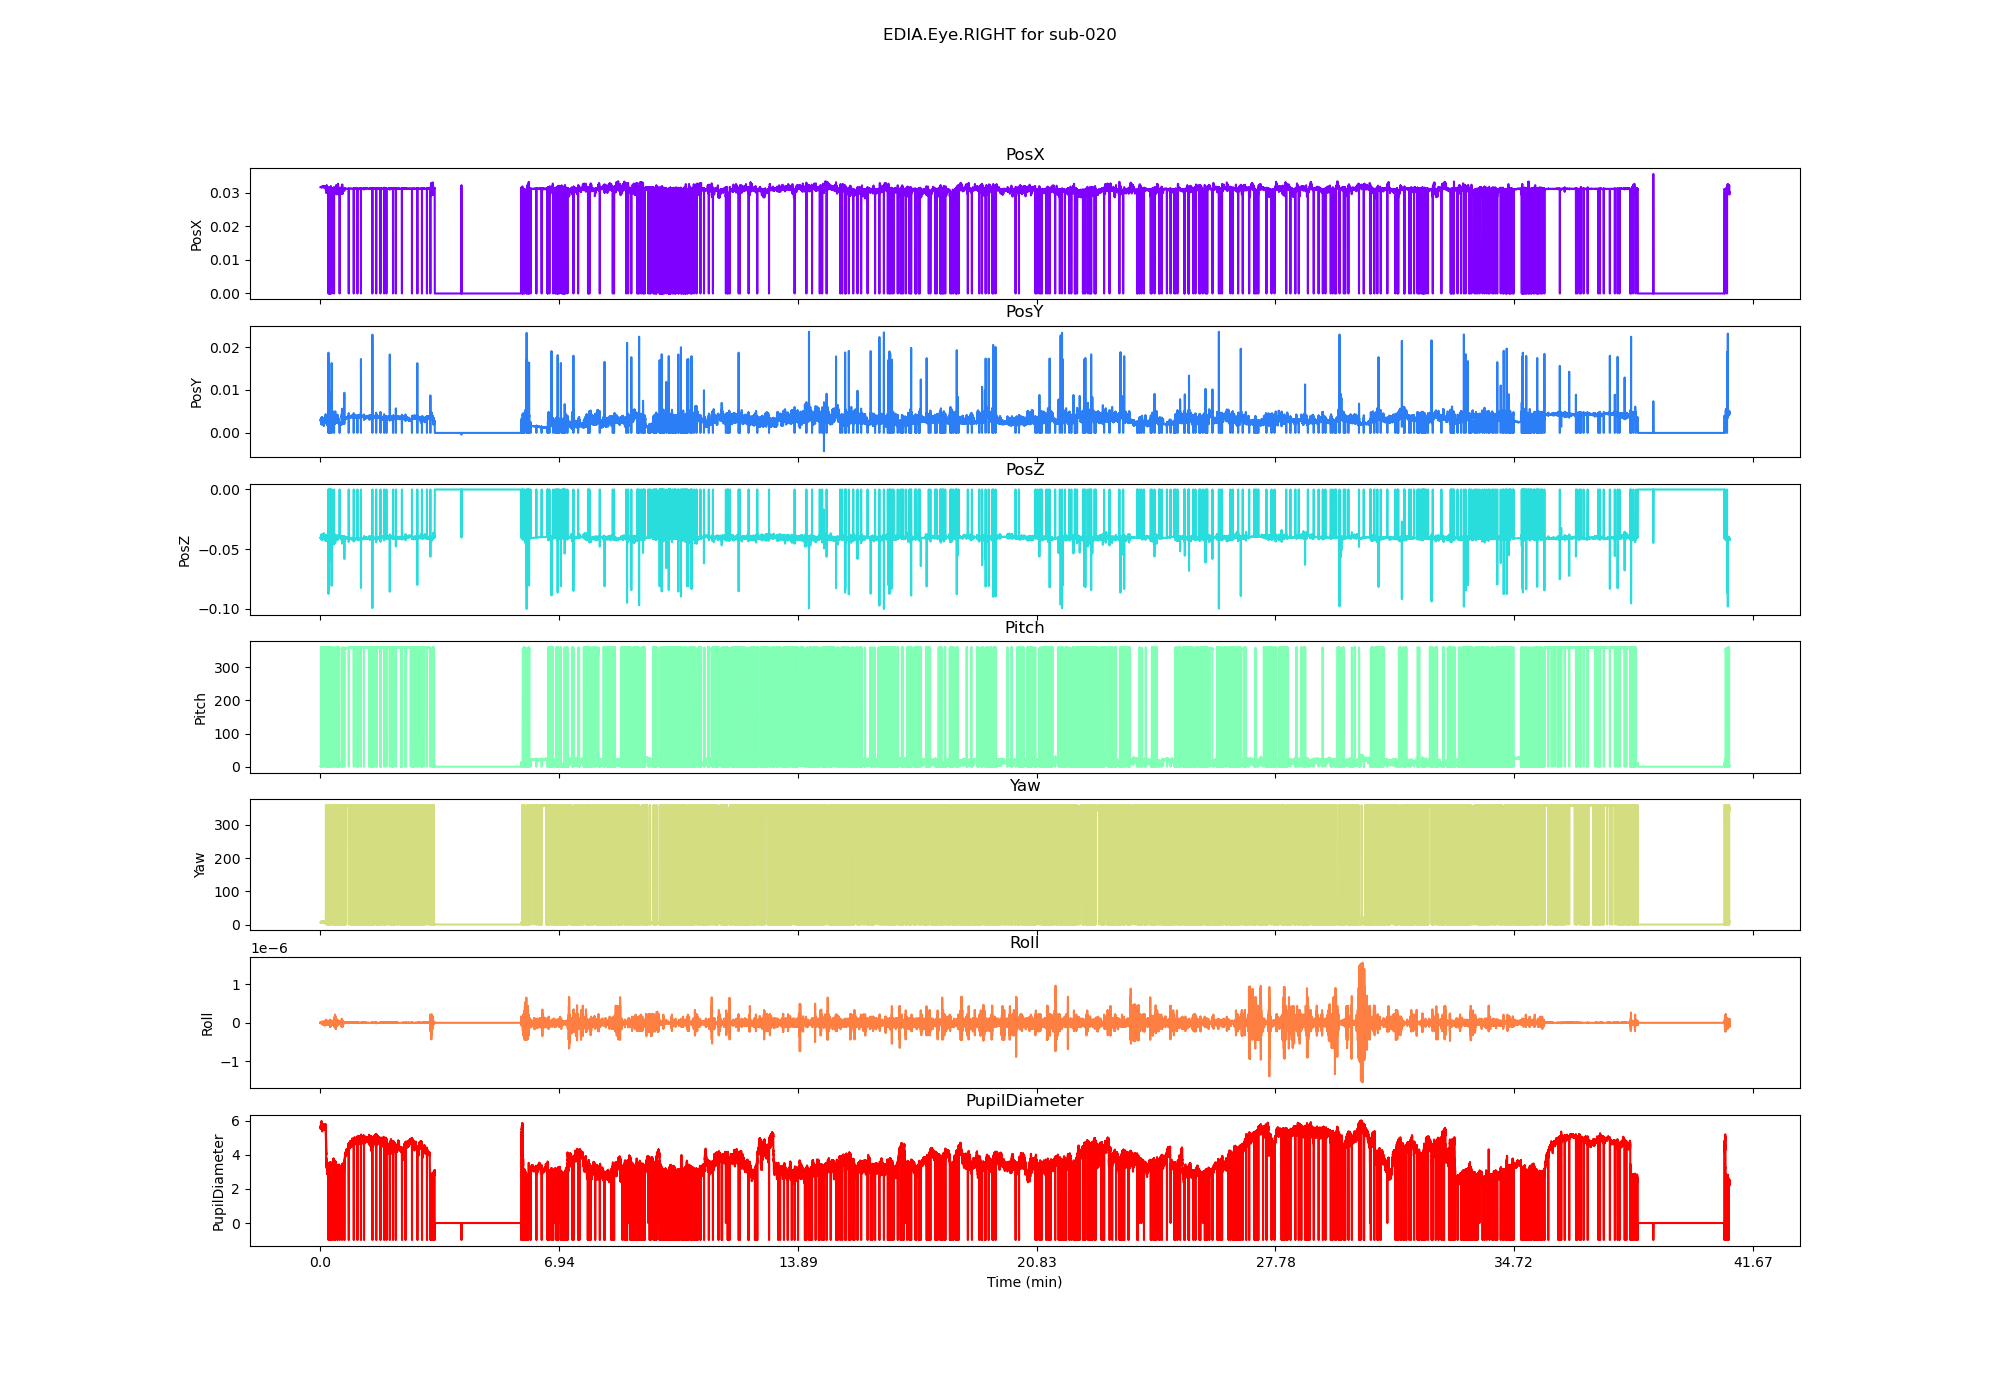 EDIA.Eye.RIGHT for sub-020
PosX
PosX
0.03
0.02
0.01
0.00
PosY
PosY
0.02
0.01
0.00
PosZ
PosZ
0.00
−0.05
−0.10
Pitch
Pitch
300
200
100
0
Yaw
Yaw
300
200
100
0
1e−6
Roll
Roll
1
0
−1
PupilDiameter
PupilDiameter
6
4
2
0
0.0 6.94 13.89 20.83 27.78 34.72 41.67
Time (min)